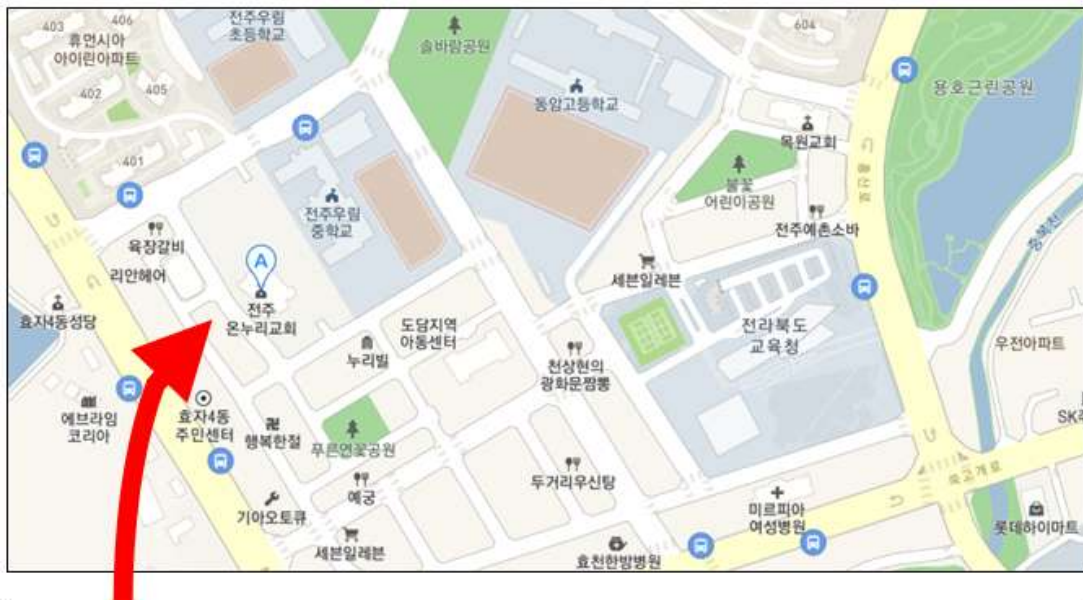 403
406
휴먼시아
아이린아파트
402
405
401
전주우림
초등학교
솔바람공원
동암고등학교
604
용호근린공원
목원교회
불꽃
어린이공원
전주예촌소바
홍산로
중복천
전주우림
중학교
육장갈비
리안헤어
A
전주
온누리교회
효자4동성당
세븐일레븐
도담지역
아동센터
누리빌
전라북도
교육청
우전아파트
천상현의
광화문짬뽕
에브라임
코리아
효자4동
주민센터
행복한절
푸른연꽃공원
SK
예궁
두거리우신탕
기아오토큐
세븐일레븐
미르피아
여성병원
효천한방병원
롯데하이마트